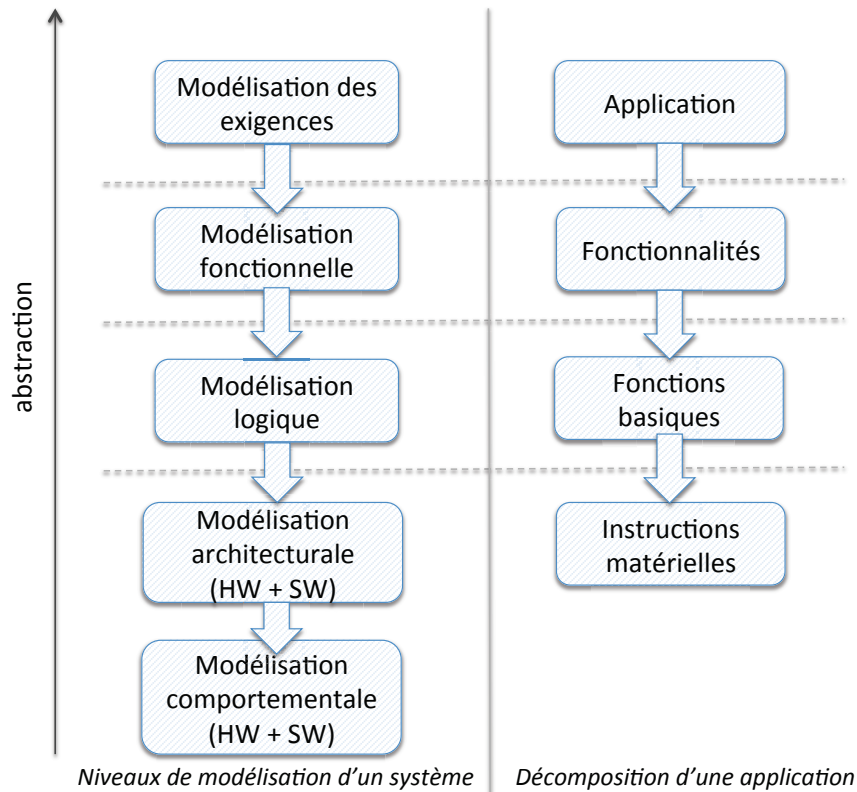 abstraction
Modélisation des
exigences
Modélisation
fonctionnelle
Modélisation
logique
Modélisation
architecturale
(HW + SW)
Modélisation
comportementale
(HW + SW)
Niveaux de modélisation d'un système
Application
Fonctionnalités
Fonctions
basiques
Instructions
matérielles
Décomposition d'une application